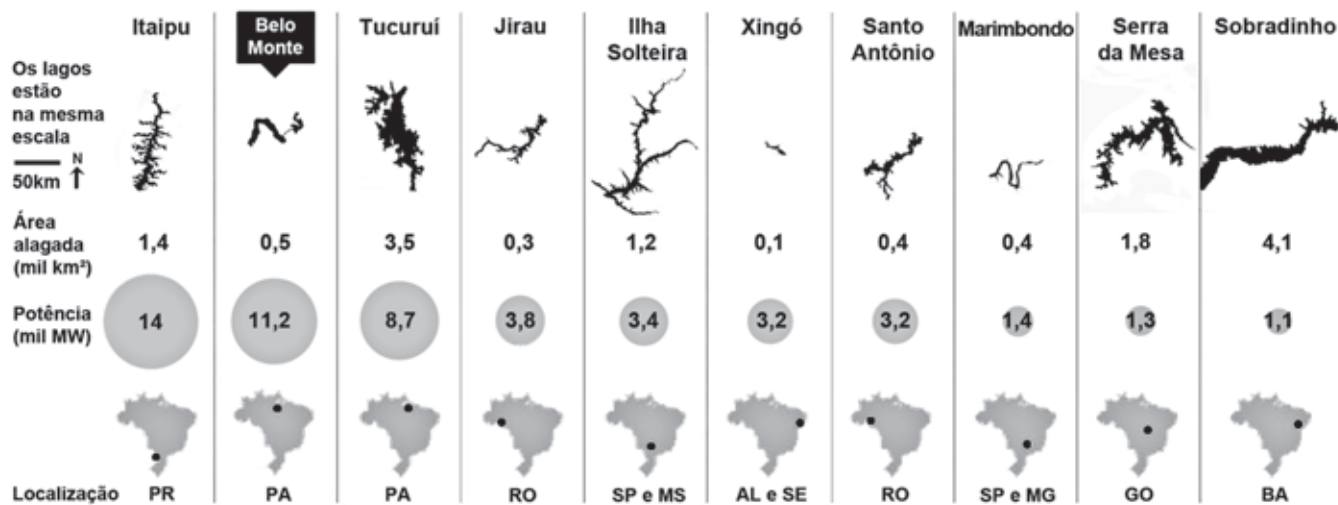 Itaipu
Belo
Monte
Tucuruí
Jirau
Ilha
Solteira
Xingó
Santo
Antônio
Marimbondo
Serra
da Mesa
Sobradinho
Os lagos
estão
na mesma
escala
N
50km
Área
alagada
(mil km²)
1,4 0,5 3,5 0,3 1,2 0,1 0,4 0,4 1,8 4,1
Potência
(mil MW)
14 11,2 8,7 3,8 3,4 3,2 3,2 1,4 1,3 1,1
Localização PR PA PA RO SP e MS AL e SE RO SP e MG GO BA